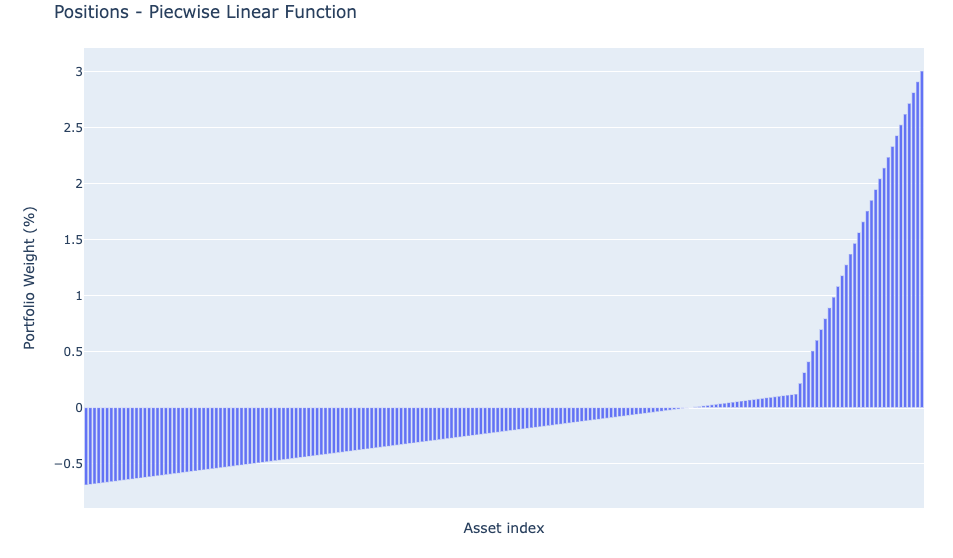 Positions - Piecwise Linear Function
3
2.5
2
1.5
1
0.5
0
−0.5
Portfolio Weight (%)
Asset index